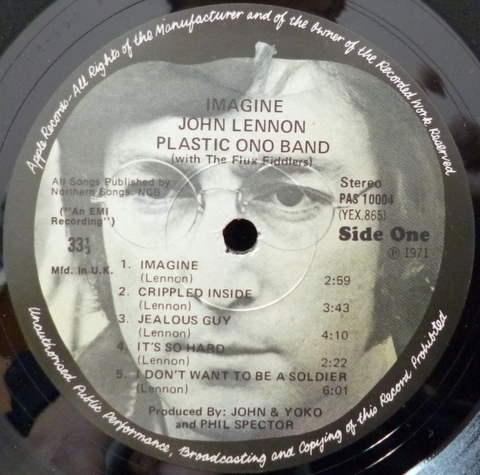 Apple Records-All Rights of the Manufacturer and of the Owner of the Recorded Work Reserved
IMAGINE
JOHN LENNON
PLASTIC ONO BAND
(with The Flux Fiddlers)
All Songs Published by
Northern Songs. NCB
("An EMI
Recording")
33⅓
Mfd. in U.K.
Stereo
PAS 10004
(YEX.865)
Side One
℗ 1971
1. IMAGINE
(Lennon) 2:59
2. CRIPPLED INSIDE
(Lennon) 3:43
3. JEALOUS GUY
(Lennon) 4:10
4. IT'S SO HARD
(Lennon) 2:22
5. I DON'T WANT TO BE A SOLDIER
(Lennon) 6:01
Produced By: JOHN & YOKO
and PHIL SPECTOR
Unauthorised Public Performance, Broadcasting and Copying of this Record Prohibited